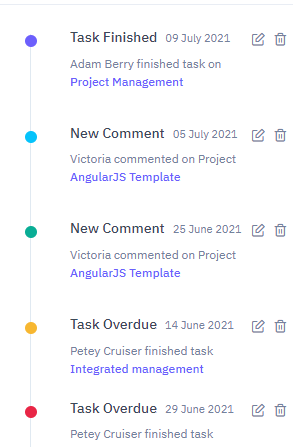 Task Finished 09 July 2021
Adam Berry finished task on
Project Management
New Comment 05 July 2021
Victoria commented on Project
AngularJS Template
New Comment 25 June 2021
Victoria commented on Project
AngularJS Template
Task Overdue 14 June 2021
Petey Cruiser finished task
Integrated management
Task Overdue 29 June 2021
Petey Cruiser finished task